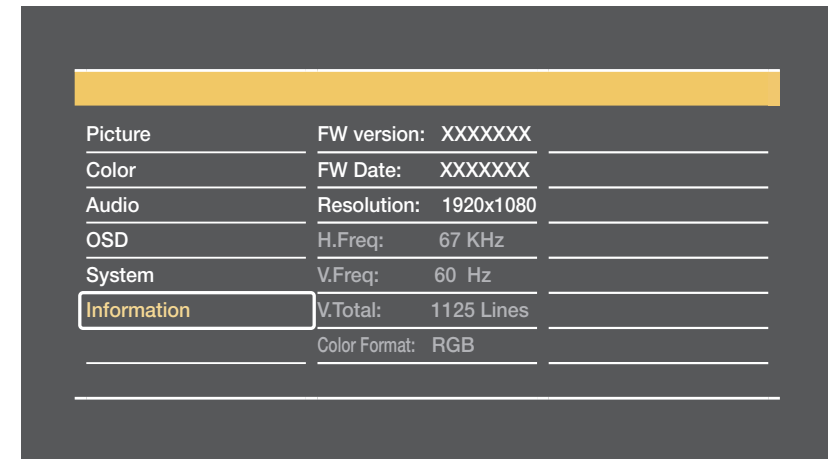 Picture FW version: XXXXXXX
Color FW Date: XXXXXXX
Audio Resolution: 1920x1080
OSD H.Freq: 67 KHz
System V.Freq: 60 Hz
Information V.Total: 1125 Lines
Color Format: RGB